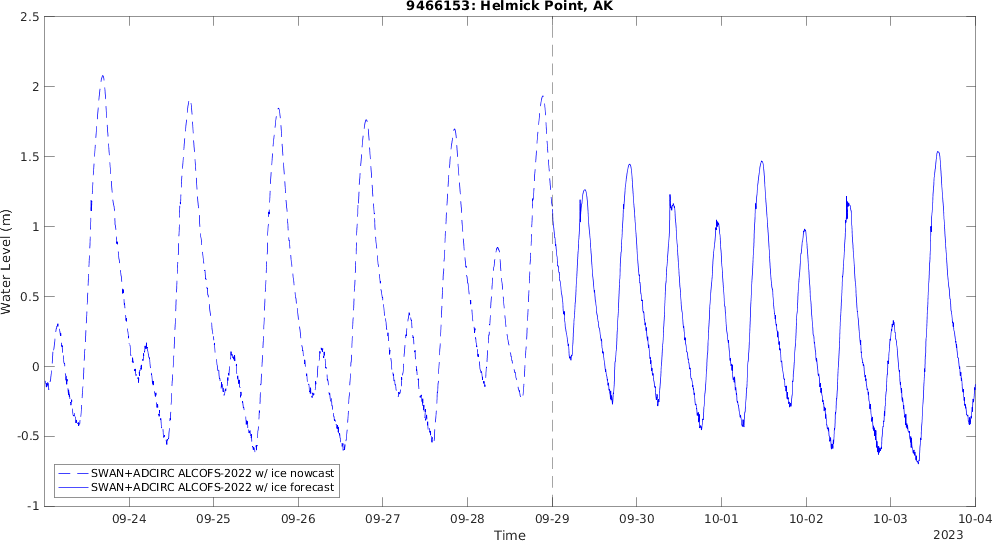 9466153: Helmick Point, AK
2.5
2
1.5
1
0.5
0
-0.5
-1
Water Level (m)
SWAN+ADCIRC ALCOFS-2022 w/ ice nowcast
SWAN+ADCIRC ALCOFS-2022 w/ ice forecast
09-24 09-25 09-26 09-27 09-28 09-29 09-30 10-01 10-02 10-03 10-04
Time
2023